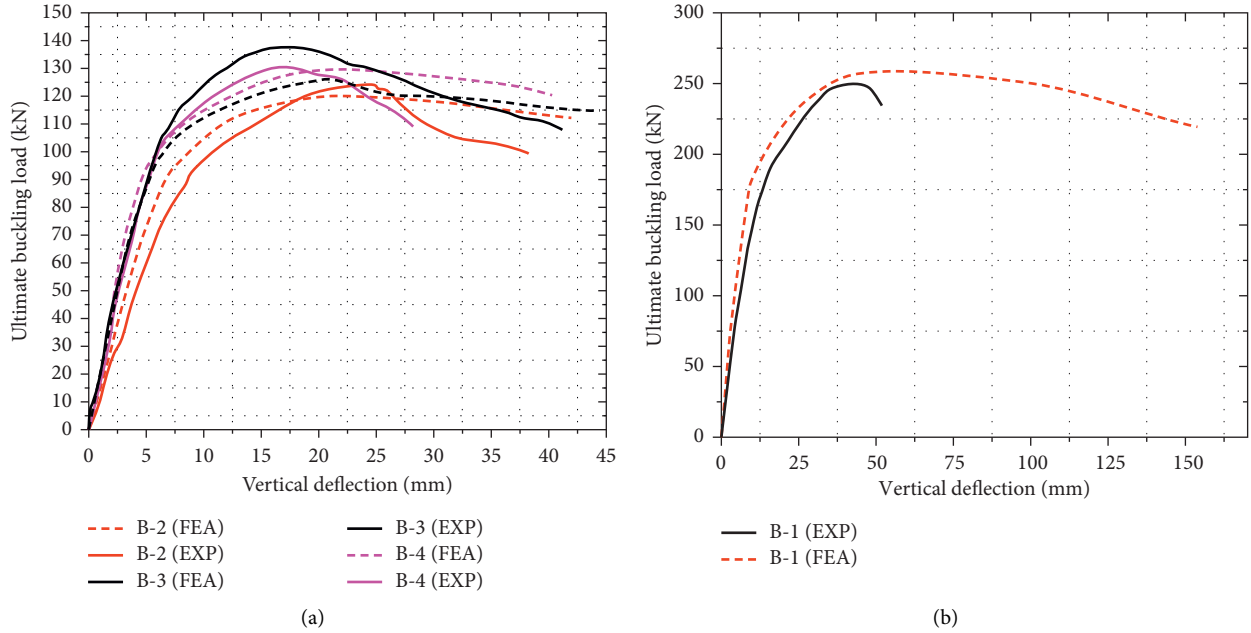 Ultimate buckling load (kN)
150
140
130
120
110
100
90
80
70
60
50
40
30
20
10
0
0 5 10 15 20 25 30 35 40 45
Vertical deflection (mm)
B-2 (FEA)
B-2 (EXP)
B-3 (FEA)
B-3 (EXP)
B-4 (FEA)
B-4 (EXP)
(a)
Ultimate buckling load (kN)
300
250
200
150
100
50
0
0 25 50 75 100 125 150
Vertical deflection (mm)
B-1 (EXP)
B-1 (FEA)
(b)